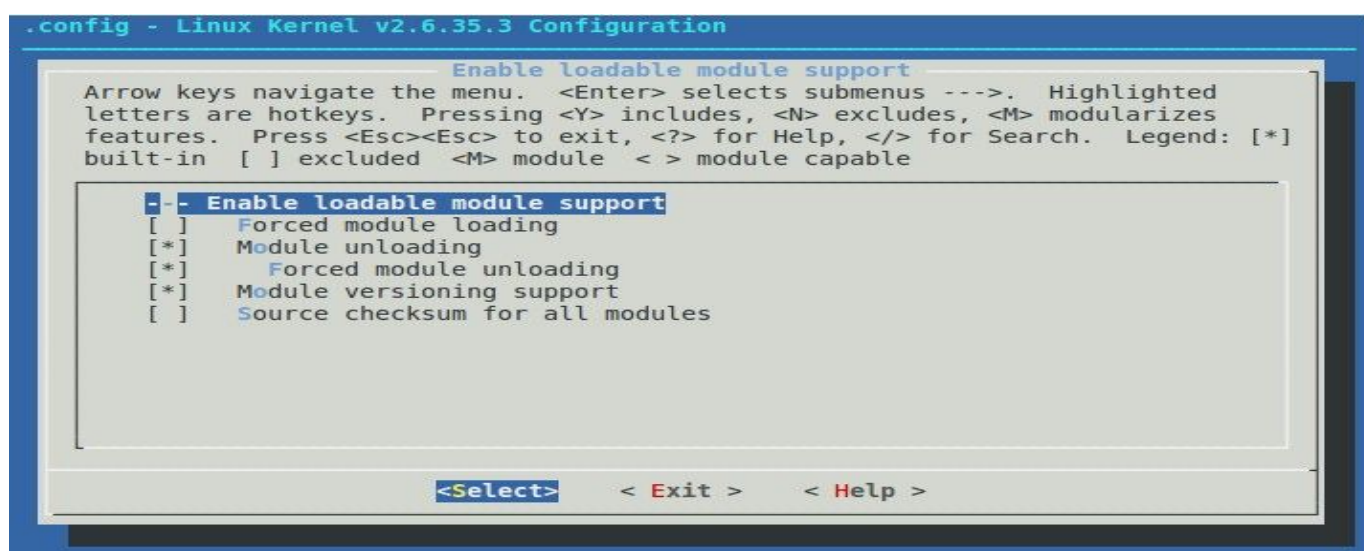 .config - Linux Kernel v2.6.35.3 Configuration
Enable loadable module support
Arrow keys navigate the menu.  <Enter> selects submenus --->.  Highlighted
letters are hotkeys.  Pressing <Y> includes, <N> excludes, <M> modularizes
features.  Press <Esc><Esc> to exit, <?> for Help, </> for Search.  Legend: [*]
built-in  [ ] excluded  <M> module  < > module capable
--- Enable loadable module support
[ ]   Forced module loading
[*]   Module unloading
[*]     Forced module unloading
[*]   Module versioning support
[ ]   Source checksum for all modules
<Select>    < Exit >    < Help >